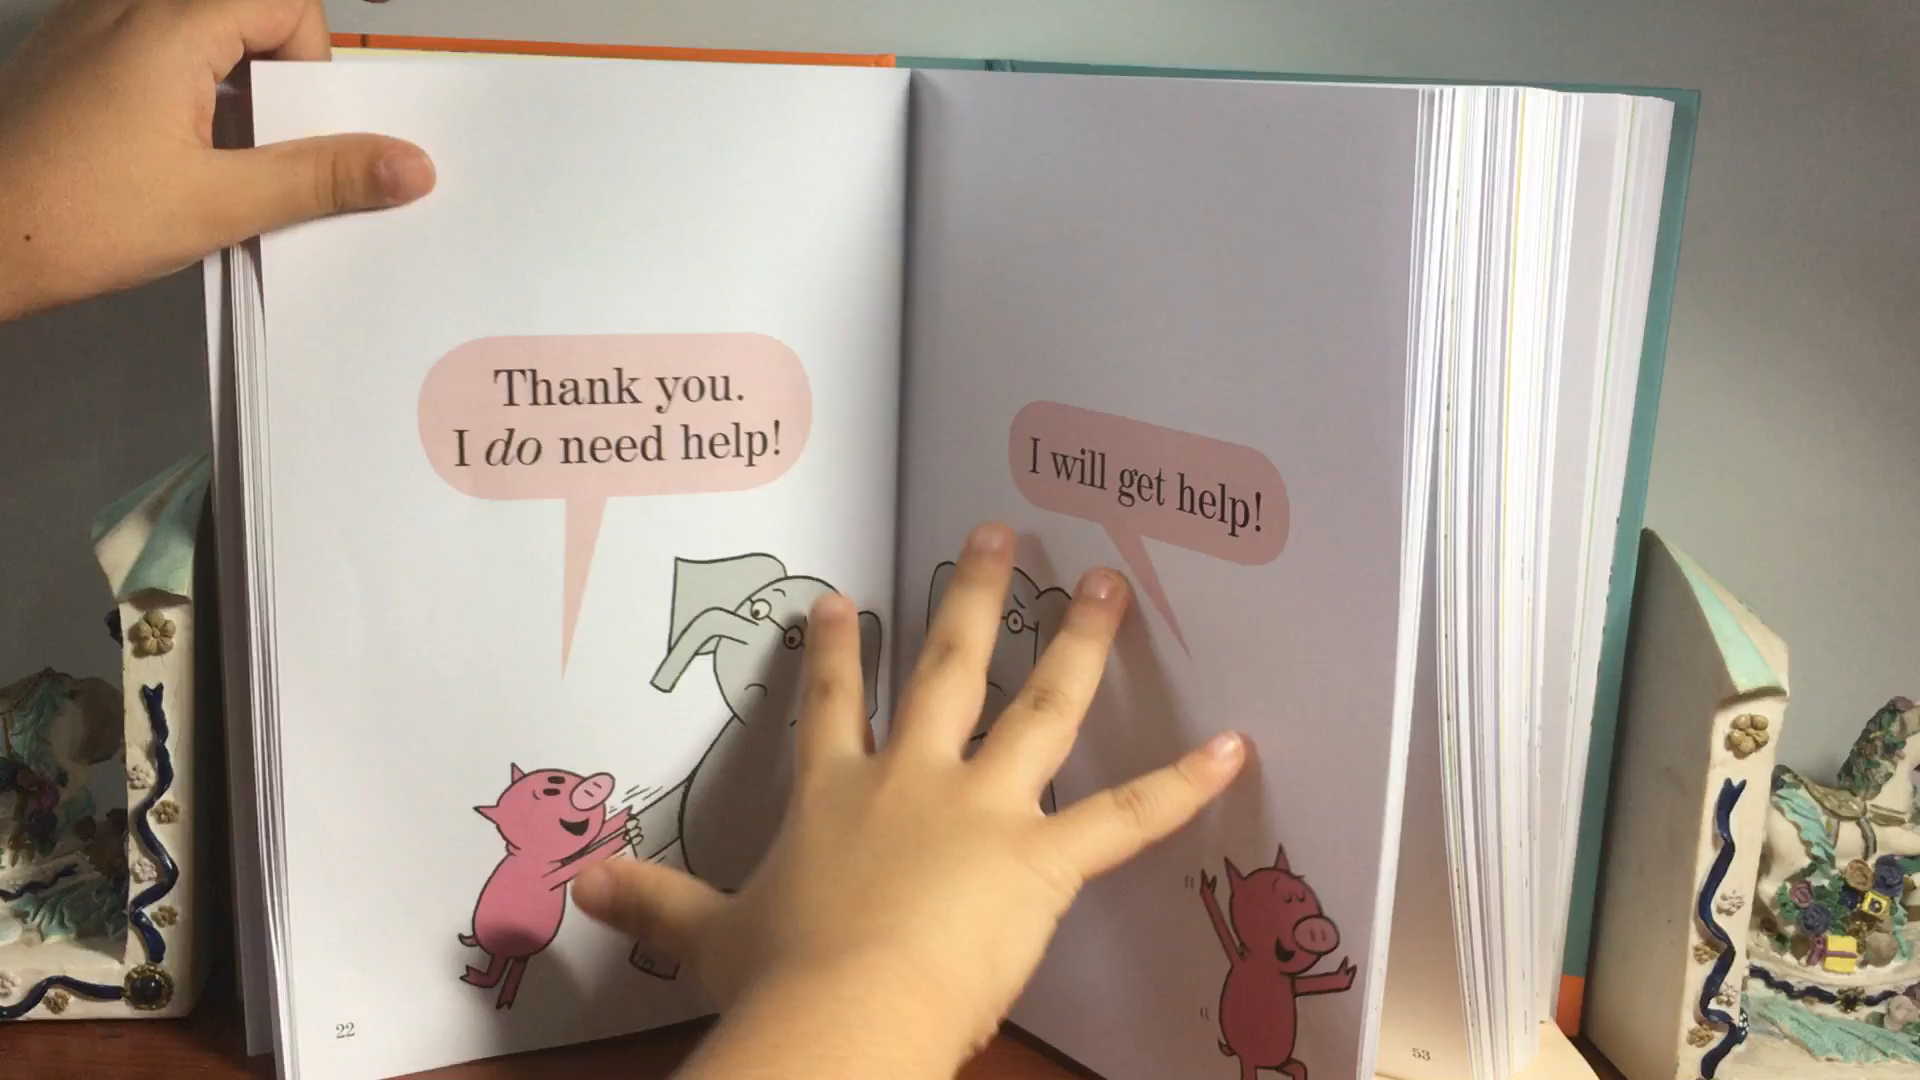 Thank you.
I do need help!
I will get help!
22
53